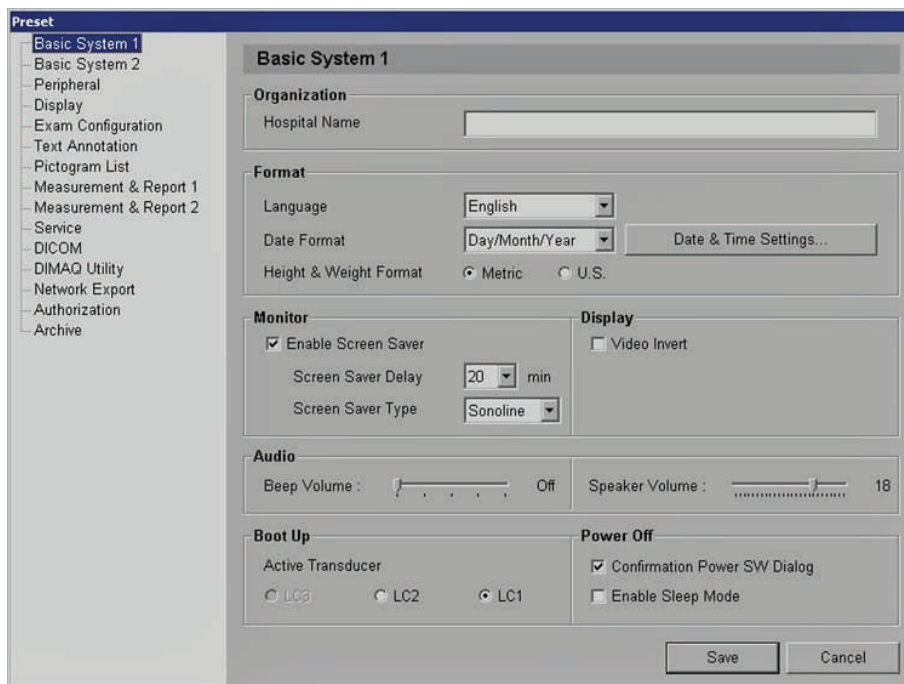 Preset
Basic System 1
Basic System 2
Peripheral
Display
Exam Configuration
Text Annotation
Pictogram List
Measurement & Report 1
Measurement & Report 2
Service
DICOM
DIMAQ Utility
Network Export
Authorization
Archive
Basic System 1
Organization
Hospital Name
Format
Language English
Date Format Day/Month/Year Date & Time Settings...
Height & Weight Format Metric U.S.
Monitor Display
Enable Screen Saver Video Invert
Screen Saver Delay 20 min
Screen Saver Type Sonoline
Audio
Beep Volume : Off Speaker Volume : 18
Boot Up Power Off
Active Transducer Confirmation Power SW Dialog
LC3 LC2 LC1 Enable Sleep Mode
Save Cancel